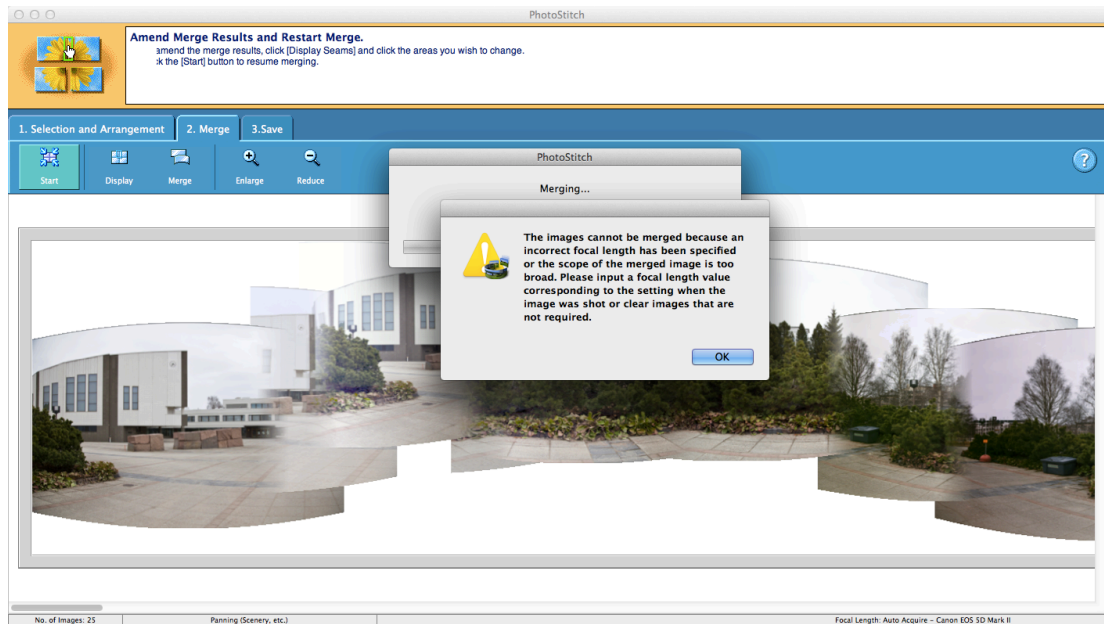 PhotoStitch
Amend Merge Results and Restart Merge.
amend the merge results, click [Display Seams] and click the areas you wish to change.
k the [Start] button to resume merging.
1. Selection and Arrangement
2. Merge
3.Save
Start
Display
Merge
Enlarge
Reduce
?
PhotoStitch
Merging...
The images cannot be merged because an
incorrect focal length has been specified
or the scope of the merged image is too
broad. Please input a focal length value
corresponding to the setting when the
image was shot or clear images that are
not required.
OK
No. of Images: 25
Panning (Scenery, etc.)
Focal Length: Auto Acquire – Canon EOS 5D Mark II